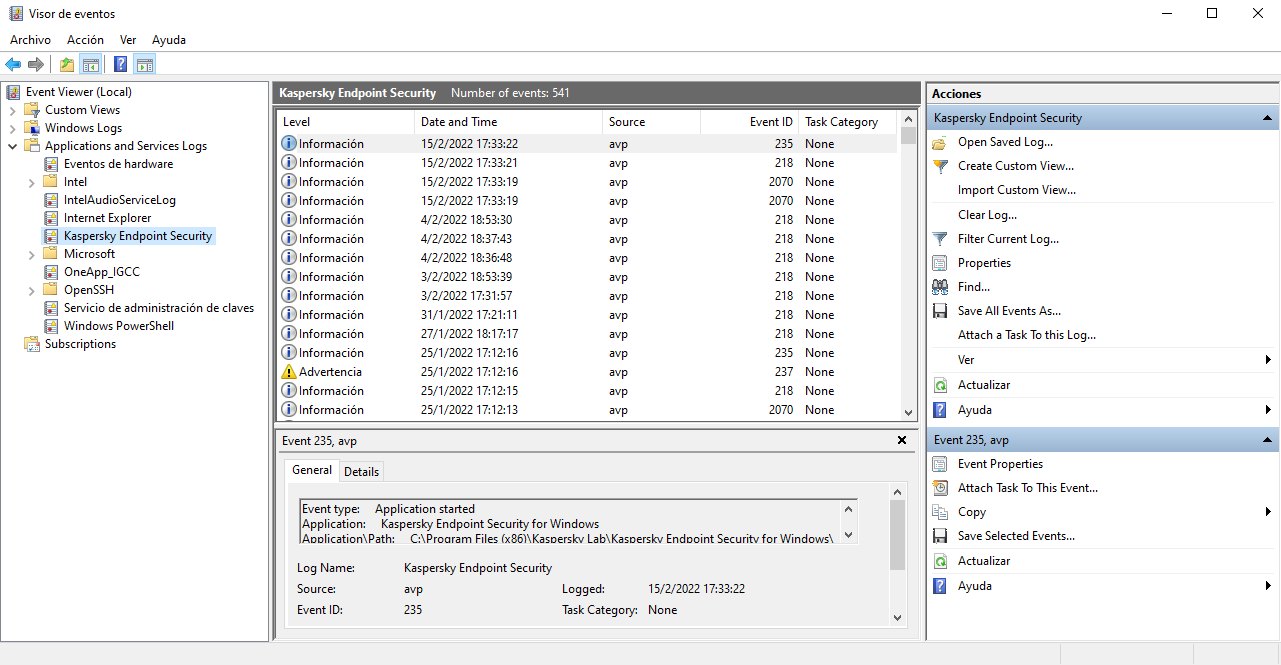 Visor de eventos
Archivo Acción Ver Ayuda
Event Viewer (Local)
Custom Views
Windows Logs
Applications and Services Logs
Eventos de hardware
Intel
IntelAudioServiceLog
Internet Explorer
Kaspersky Endpoint Security
Microsoft
OneApp_IGCC
OpenSSH
Servicio de administración de claves
Windows PowerShell
Subscriptions
Kaspersky Endpoint Security Number of events: 541
Level Date and Time Source Event ID Task Category
Información 15/2/2022 17:33:22 avp 235 None
Información 15/2/2022 17:33:21 avp 218 None
Información 15/2/2022 17:33:19 avp 2070 None
Información 15/2/2022 17:33:19 avp 2070 None
Información 4/2/2022 18:53:30 avp 218 None
Información 4/2/2022 18:37:43 avp 218 None
Información 4/2/2022 18:36:48 avp 218 None
Información 3/2/2022 18:53:39 avp 218 None
Información 3/2/2022 17:31:57 avp 218 None
Información 31/1/2022 17:21:11 avp 218 None
Información 27/1/2022 18:17:17 avp 218 None
Información 25/1/2022 17:12:16 avp 235 None
Advertencia 25/1/2022 17:12:16 avp 237 None
Información 25/1/2022 17:12:15 avp 218 None
Información 25/1/2022 17:12:13 avp 2070 None
Event 235, avp
General Details
Event type: Application started
Application: Kaspersky Endpoint Security for Windows
Application\Path: C:\Program Files (x86)\Kaspersky Lab\Kaspersky Endpoint Security for Windows\
Log Name: Kaspersky Endpoint Security
Source: avp Logged: 15/2/2022 17:33:22
Event ID: 235 Task Category: None
Acciones
Kaspersky Endpoint Security
Open Saved Log...
Create Custom View...
Import Custom View...
Clear Log...
Filter Current Log...
Properties
Find...
Save All Events As...
Attach a Task To this Log...
Ver
Actualizar
Ayuda
Event 235, avp
Event Properties
Attach Task To This Event...
Copy
Save Selected Events...
Actualizar
Ayuda